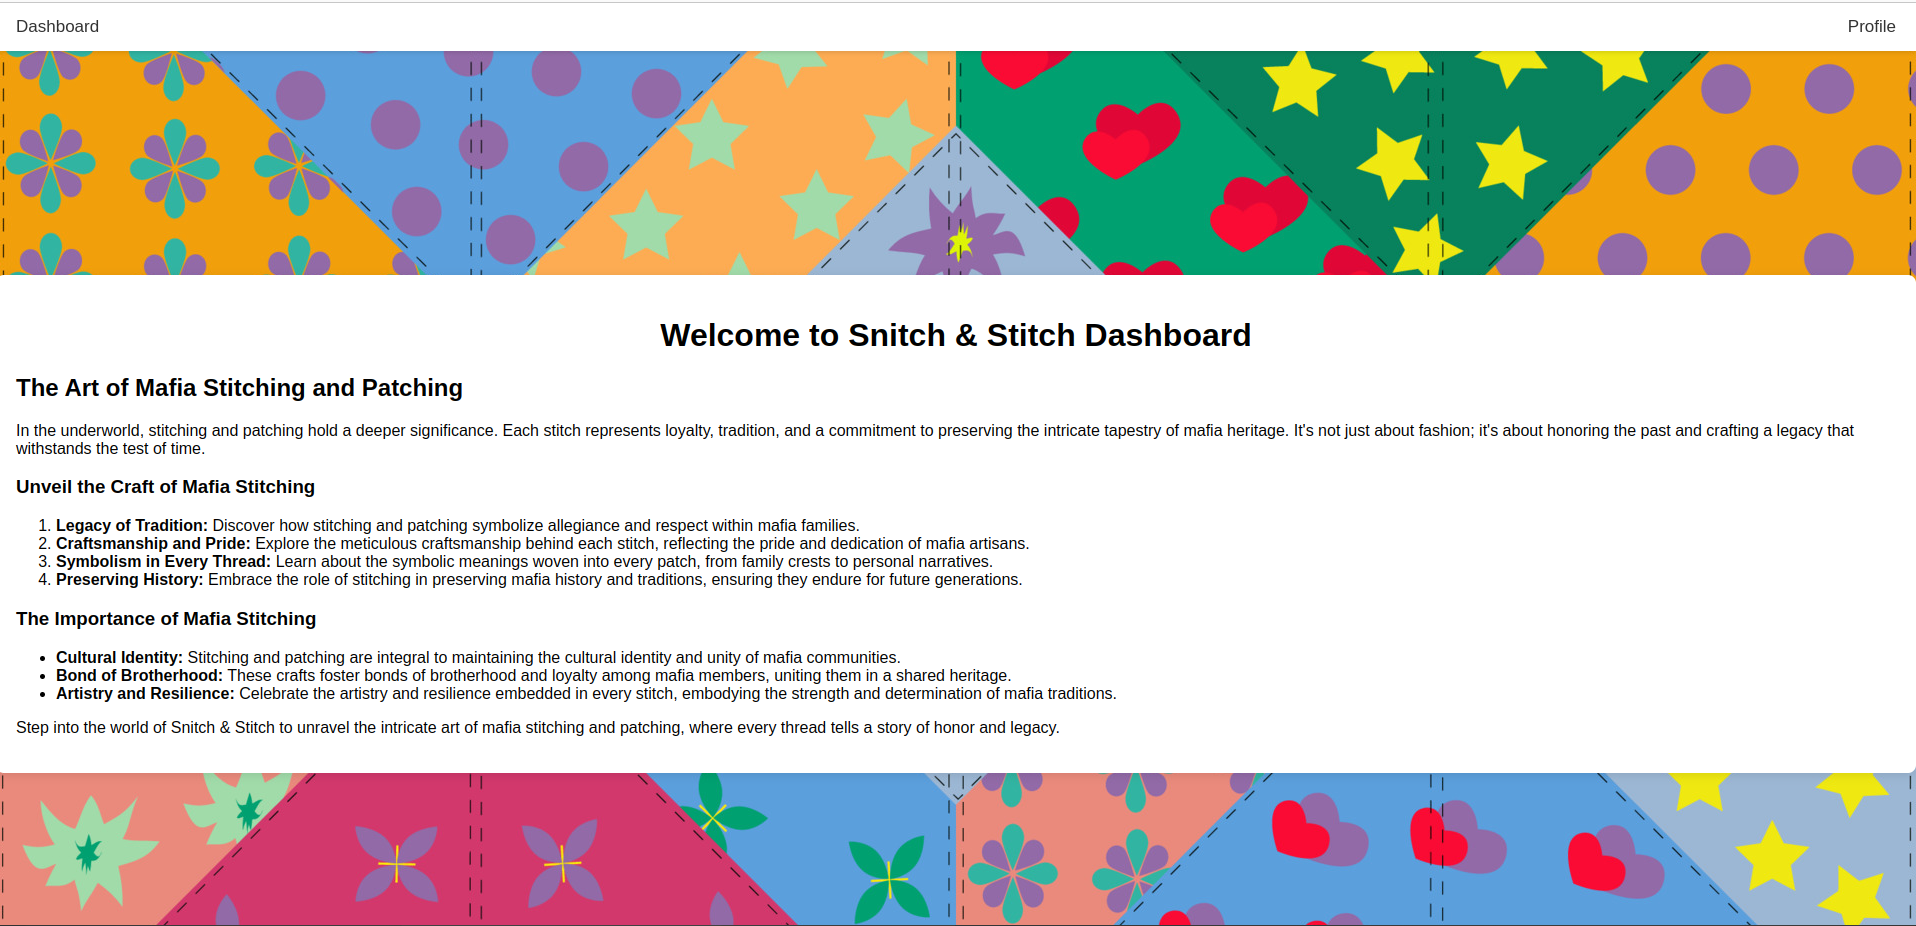 Dashboard
Profile
Welcome to Snitch & Stitch Dashboard
The Art of Mafia Stitching and Patching
In the underworld, stitching and patching hold a deeper significance. Each stitch represents loyalty, tradition, and a commitment to preserving the intricate tapestry of mafia heritage. It's not just about fashion; it's about honoring the past and crafting a legacy that
withstands the test of time.
Unveil the Craft of Mafia Stitching
1. Legacy of Tradition: Discover how stitching and patching symbolize allegiance and respect within mafia families.
2. Craftsmanship and Pride: Explore the meticulous craftsmanship behind each stitch, reflecting the pride and dedication of mafia artisans.
3. Symbolism in Every Thread: Learn about the symbolic meanings woven into every patch, from family crests to personal narratives.
4. Preserving History: Embrace the role of stitching in preserving mafia history and traditions, ensuring they endure for future generations.
The Importance of Mafia Stitching
• Cultural Identity: Stitching and patching are integral to maintaining the cultural identity and unity of mafia communities.
• Bond of Brotherhood: These crafts foster bonds of brotherhood and loyalty among mafia members, uniting them in a shared heritage.
• Artistry and Resilience: Celebrate the artistry and resilience embedded in every stitch, embodying the strength and determination of mafia traditions.
Step into the world of Snitch & Stitch to unravel the intricate art of mafia stitching and patching, where every thread tells a story of honor and legacy.